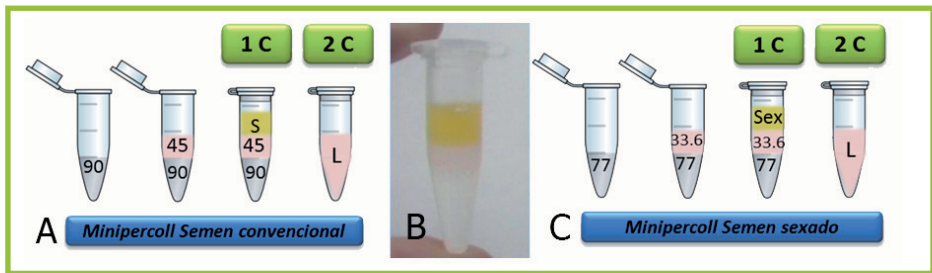 1 C 2 C
90
45
90
S
45
90
L
A Minipercoll Semen convencional
B
1 C 2 C
77
33.6
77
Sex
33.6
77
L
C Minipercoll Semen sexado